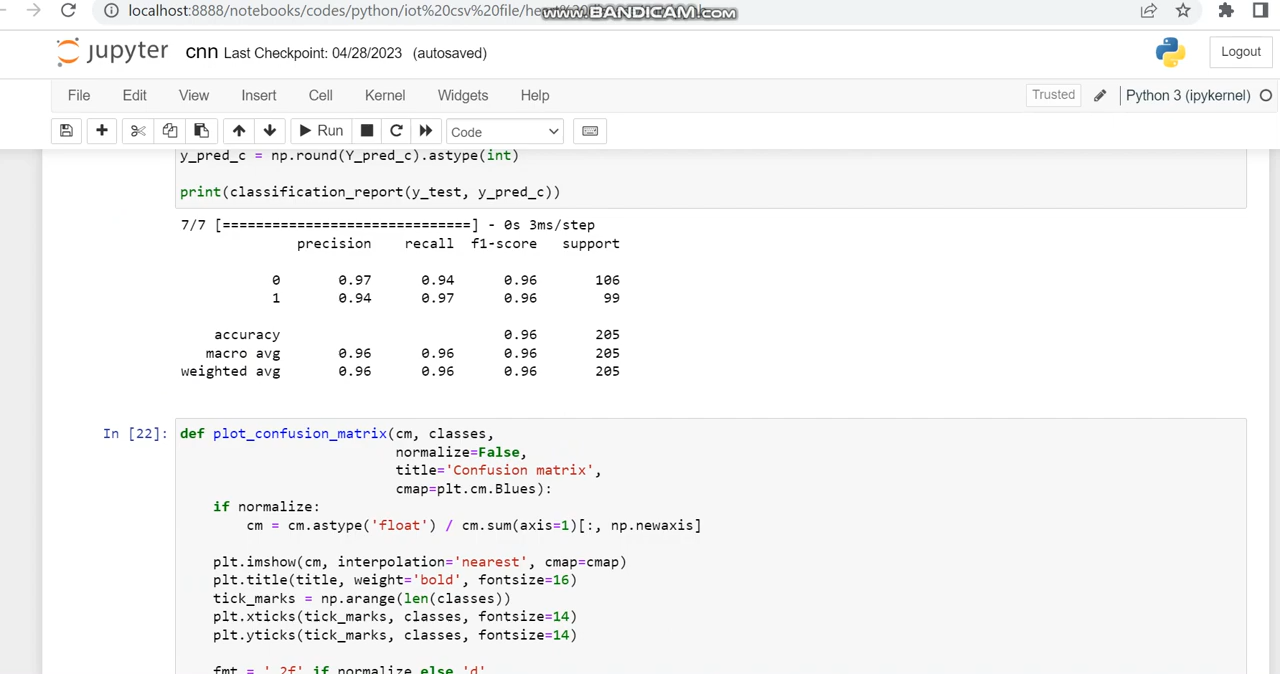 localhost:8888/notebooks/codes/python/iot%20csv%20file/he
www.BANDICAM.com
jupyter cnn Last Checkpoint: 04/28/2023 (autosaved)
Logout
File Edit View Insert Cell Kernel Widgets Help
Trusted Python 3 (ipykernel)
Run Code
y_pred_c = np.round(Y_pred_c).astype(int)
print(classification_report(y_test, y_pred_c))
7/7 [==============================] - 0s 3ms/step
precision recall f1-score support
0 0.97 0.94 0.96 106
1 0.94 0.97 0.96 99
accuracy 0.96 205
macro avg 0.96 0.96 0.96 205
weighted avg 0.96 0.96 0.96 205
In [22]: def plot_confusion_matrix(cm, classes,
normalize=False,
title='Confusion matrix',
cmap=plt.cm.Blues):
if normalize:
cm = cm.astype('float') / cm.sum(axis=1)[:, np.newaxis]
plt.imshow(cm, interpolation='nearest', cmap=cmap)
plt.title(title, weight='bold', fontsize=16)
tick_marks = np.arange(len(classes))
plt.xticks(tick_marks, classes, fontsize=14)
plt.yticks(tick_marks, classes, fontsize=14)
fmt = '.2f' if normalize else 'd'